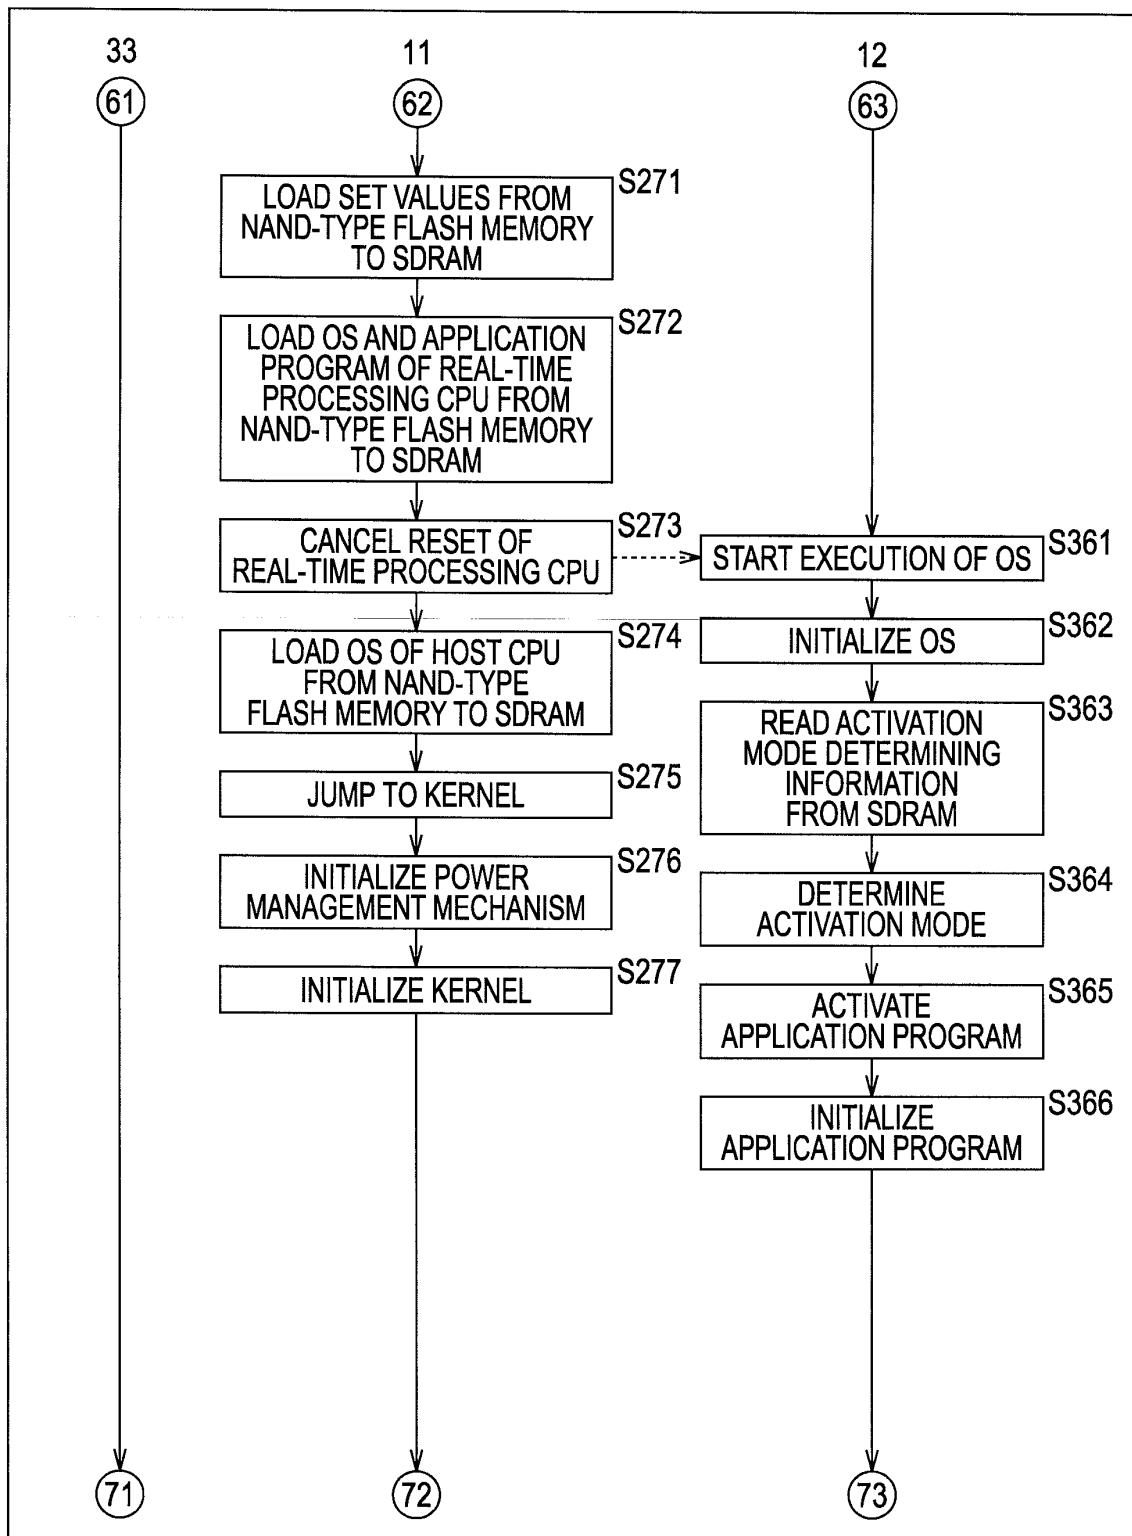 33
11
12
61
62
63
S271
LOAD SET VALUES FROM
NAND-TYPE FLASH MEMORY
TO SDRAM
S272
LOAD OS AND APPLICATION
PROGRAM OF REAL-TIME
PROCESSING CPU FROM
NAND-TYPE FLASH MEMORY
TO SDRAM
S273
CANCEL RESET OF
REAL-TIME PROCESSING CPU
S274
LOAD OS OF HOST CPU
FROM NAND-TYPE
FLASH MEMORY TO SDRAM
S275
JUMP TO KERNEL
S276
INITIALIZE POWER
MANAGEMENT MECHANISM
S277
INITIALIZE KERNEL
S361
START EXECUTION OF OS
S362
INITIALIZE OS
S363
READ ACTIVATION
MODE DETERMINING
INFORMATION
FROM SDRAM
S364
DETERMINE
ACTIVATION MODE
S365
ACTIVATE
APPLICATION PROGRAM
S366
INITIALIZE
APPLICATION PROGRAM
71
72
73